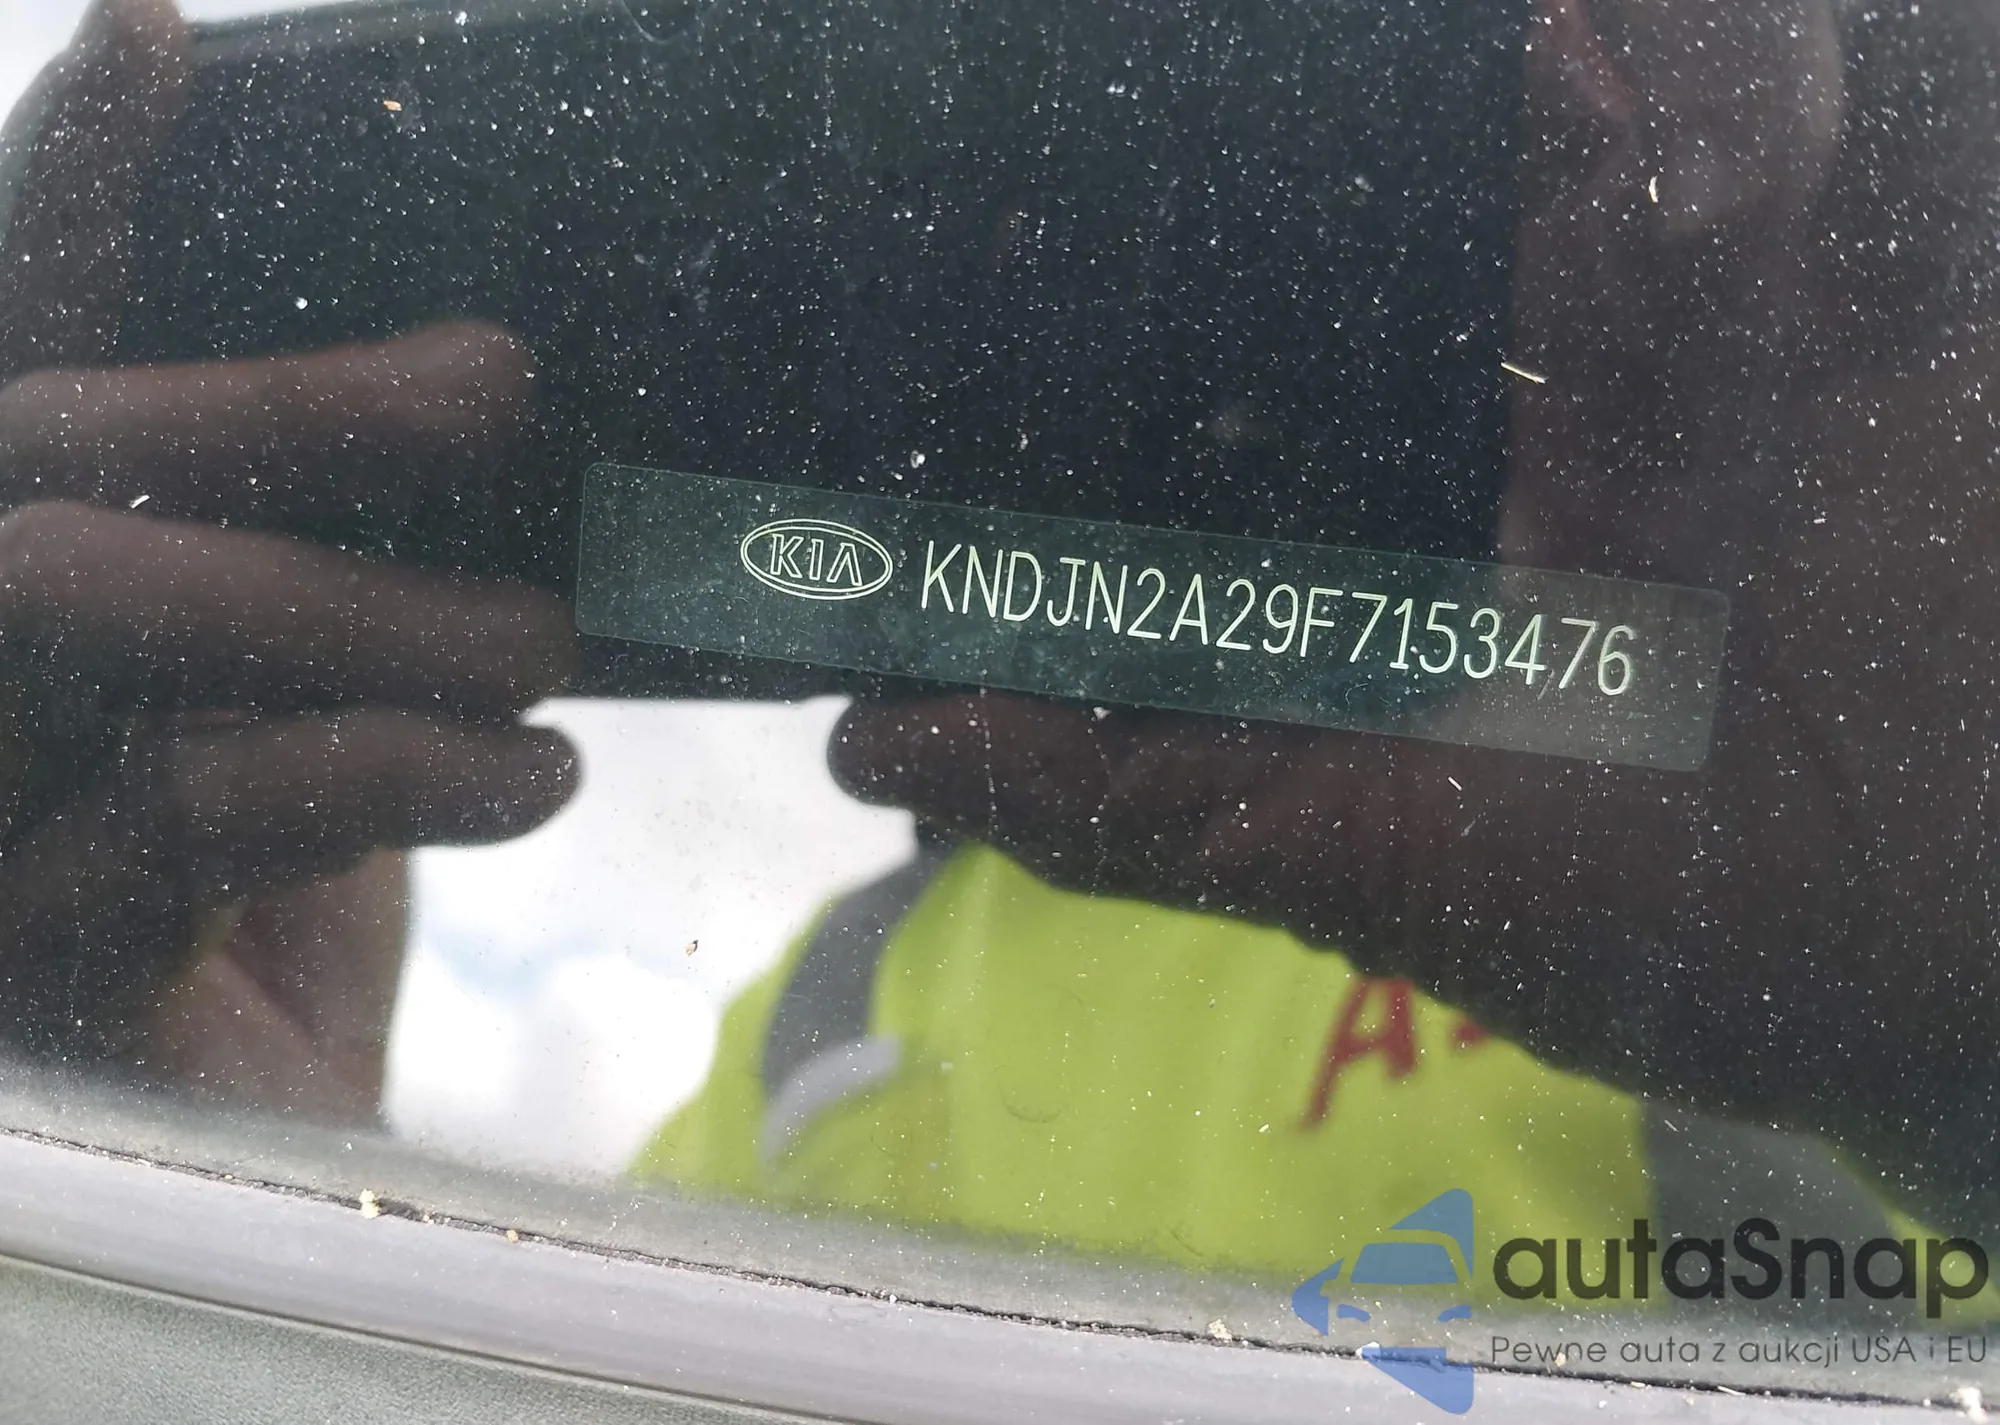 KIA KNDJN2A29F7153476
A
autaSnap
Pewne auta z aukcji USA i EU